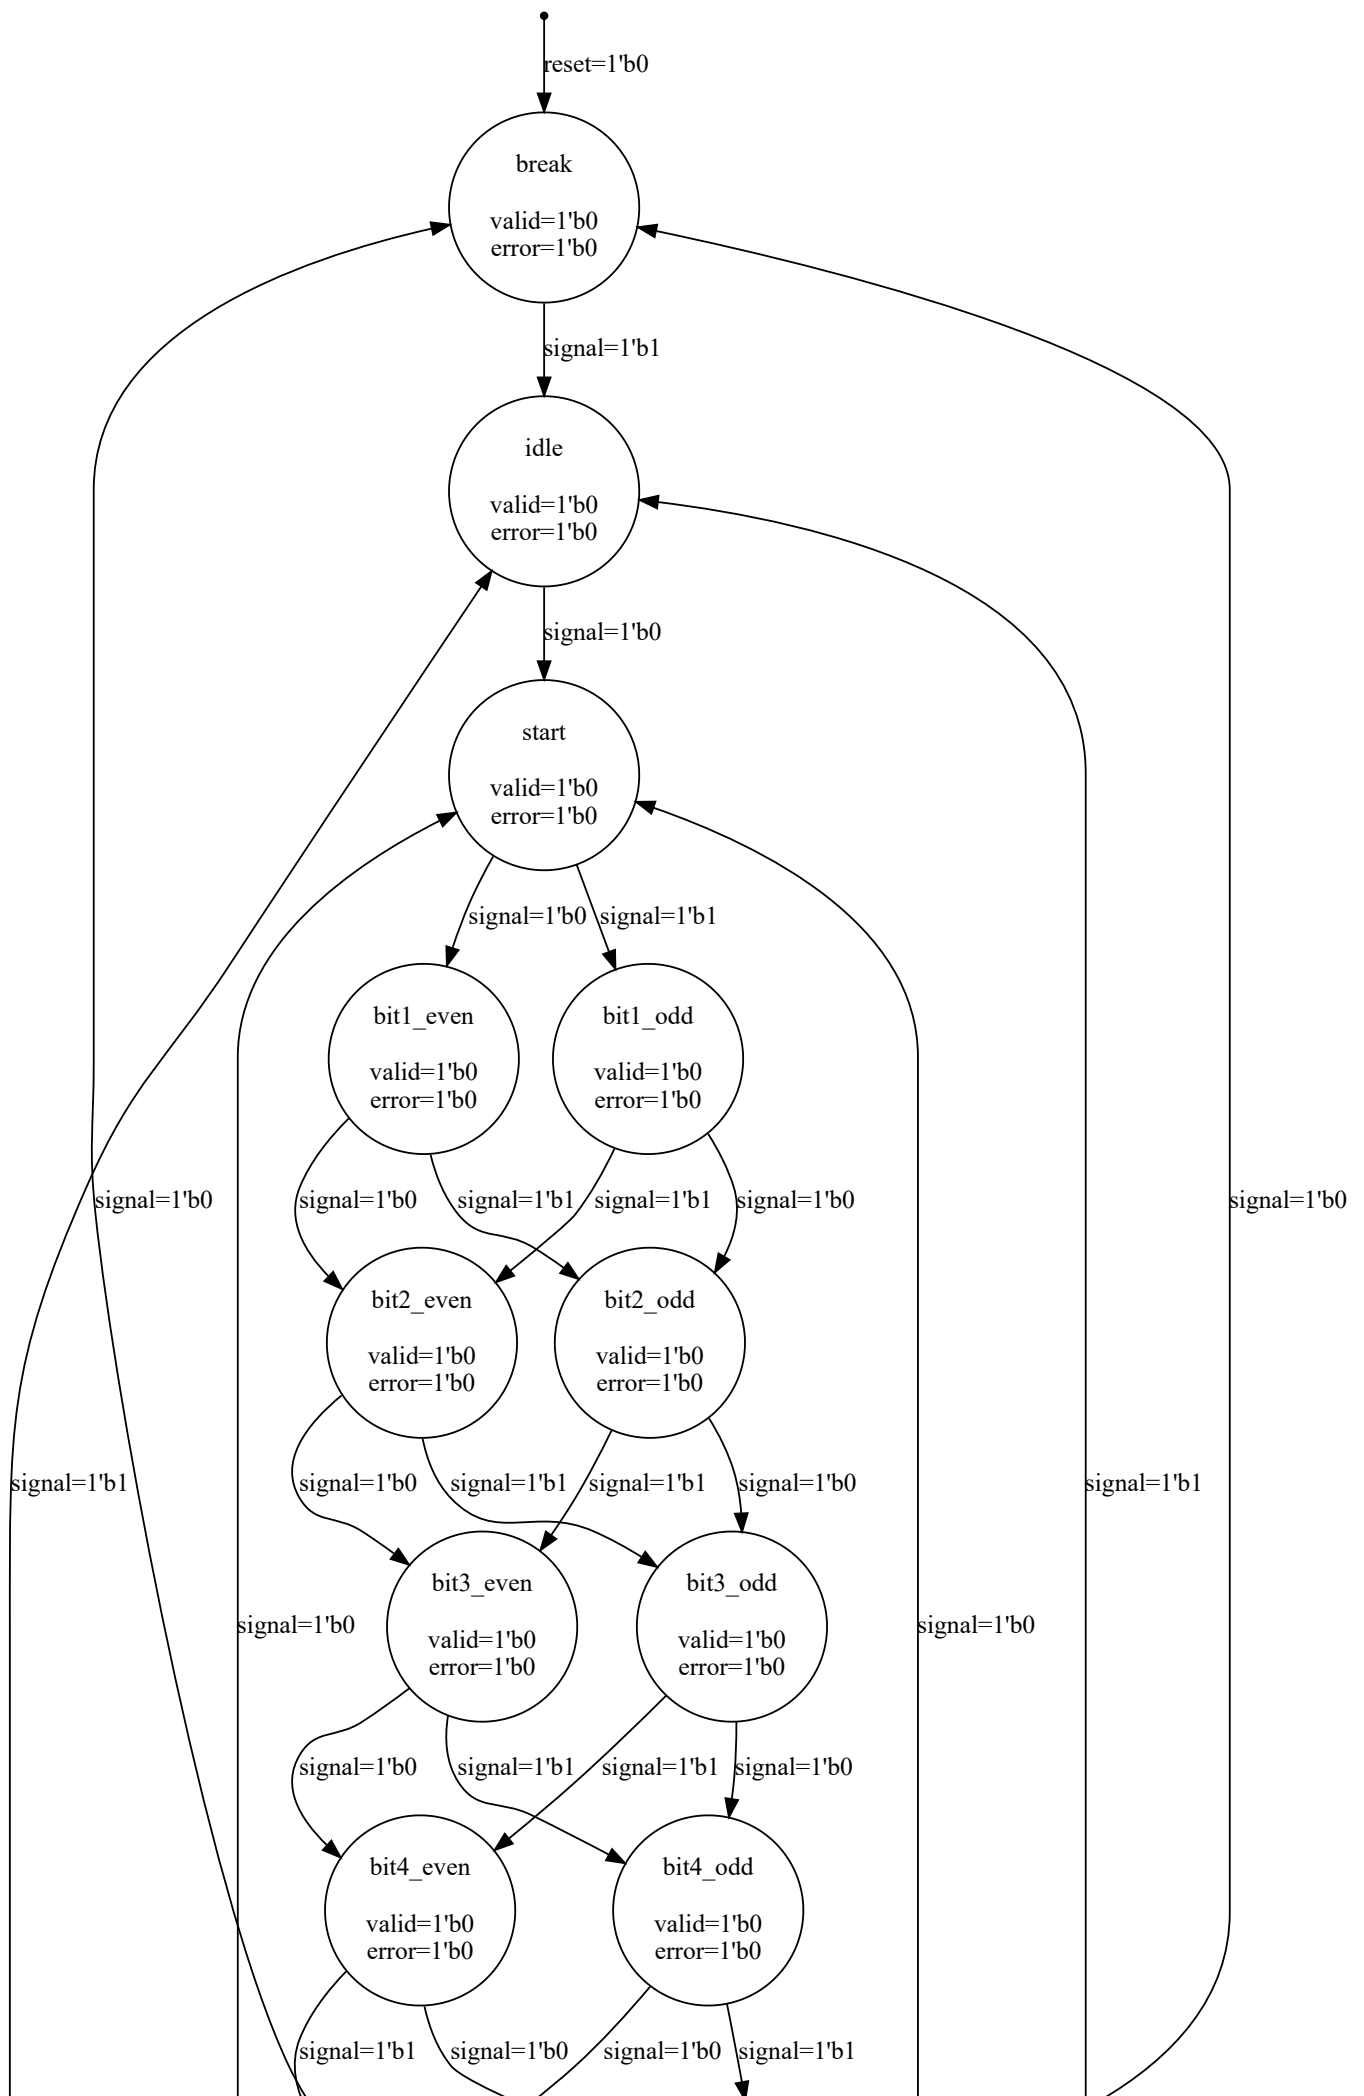 reset=1'b0
break
valid=1'b0
error=1'b0
signal=1'b1
idle
valid=1'b0
error=1'b0
signal=1'b0
start
valid=1'b0
error=1'b0
signal=1'b0
signal=1'b1
bit1_even
valid=1'b0
error=1'b0
bit1_odd
valid=1'b0
error=1'b0
signal=1'b0
signal=1'b0
signal=1'b1
signal=1'b1
signal=1'b0
signal=1'b0
bit2_even
valid=1'b0
error=1'b0
bit2_odd
valid=1'b0
error=1'b0
signal=1'b1
signal=1'b0
signal=1'b1
signal=1'b1
signal=1'b0
signal=1'b1
bit3_even
valid=1'b0
error=1'b0
bit3_odd
valid=1'b0
error=1'b0
signal=1'b0
signal=1'b0
signal=1'b0
signal=1'b1
signal=1'b1
signal=1'b0
bit4_even
valid=1'b0
error=1'b0
bit4_odd
valid=1'b0
error=1'b0
signal=1'b1
signal=1'b0
signal=1'b0
signal=1'b1